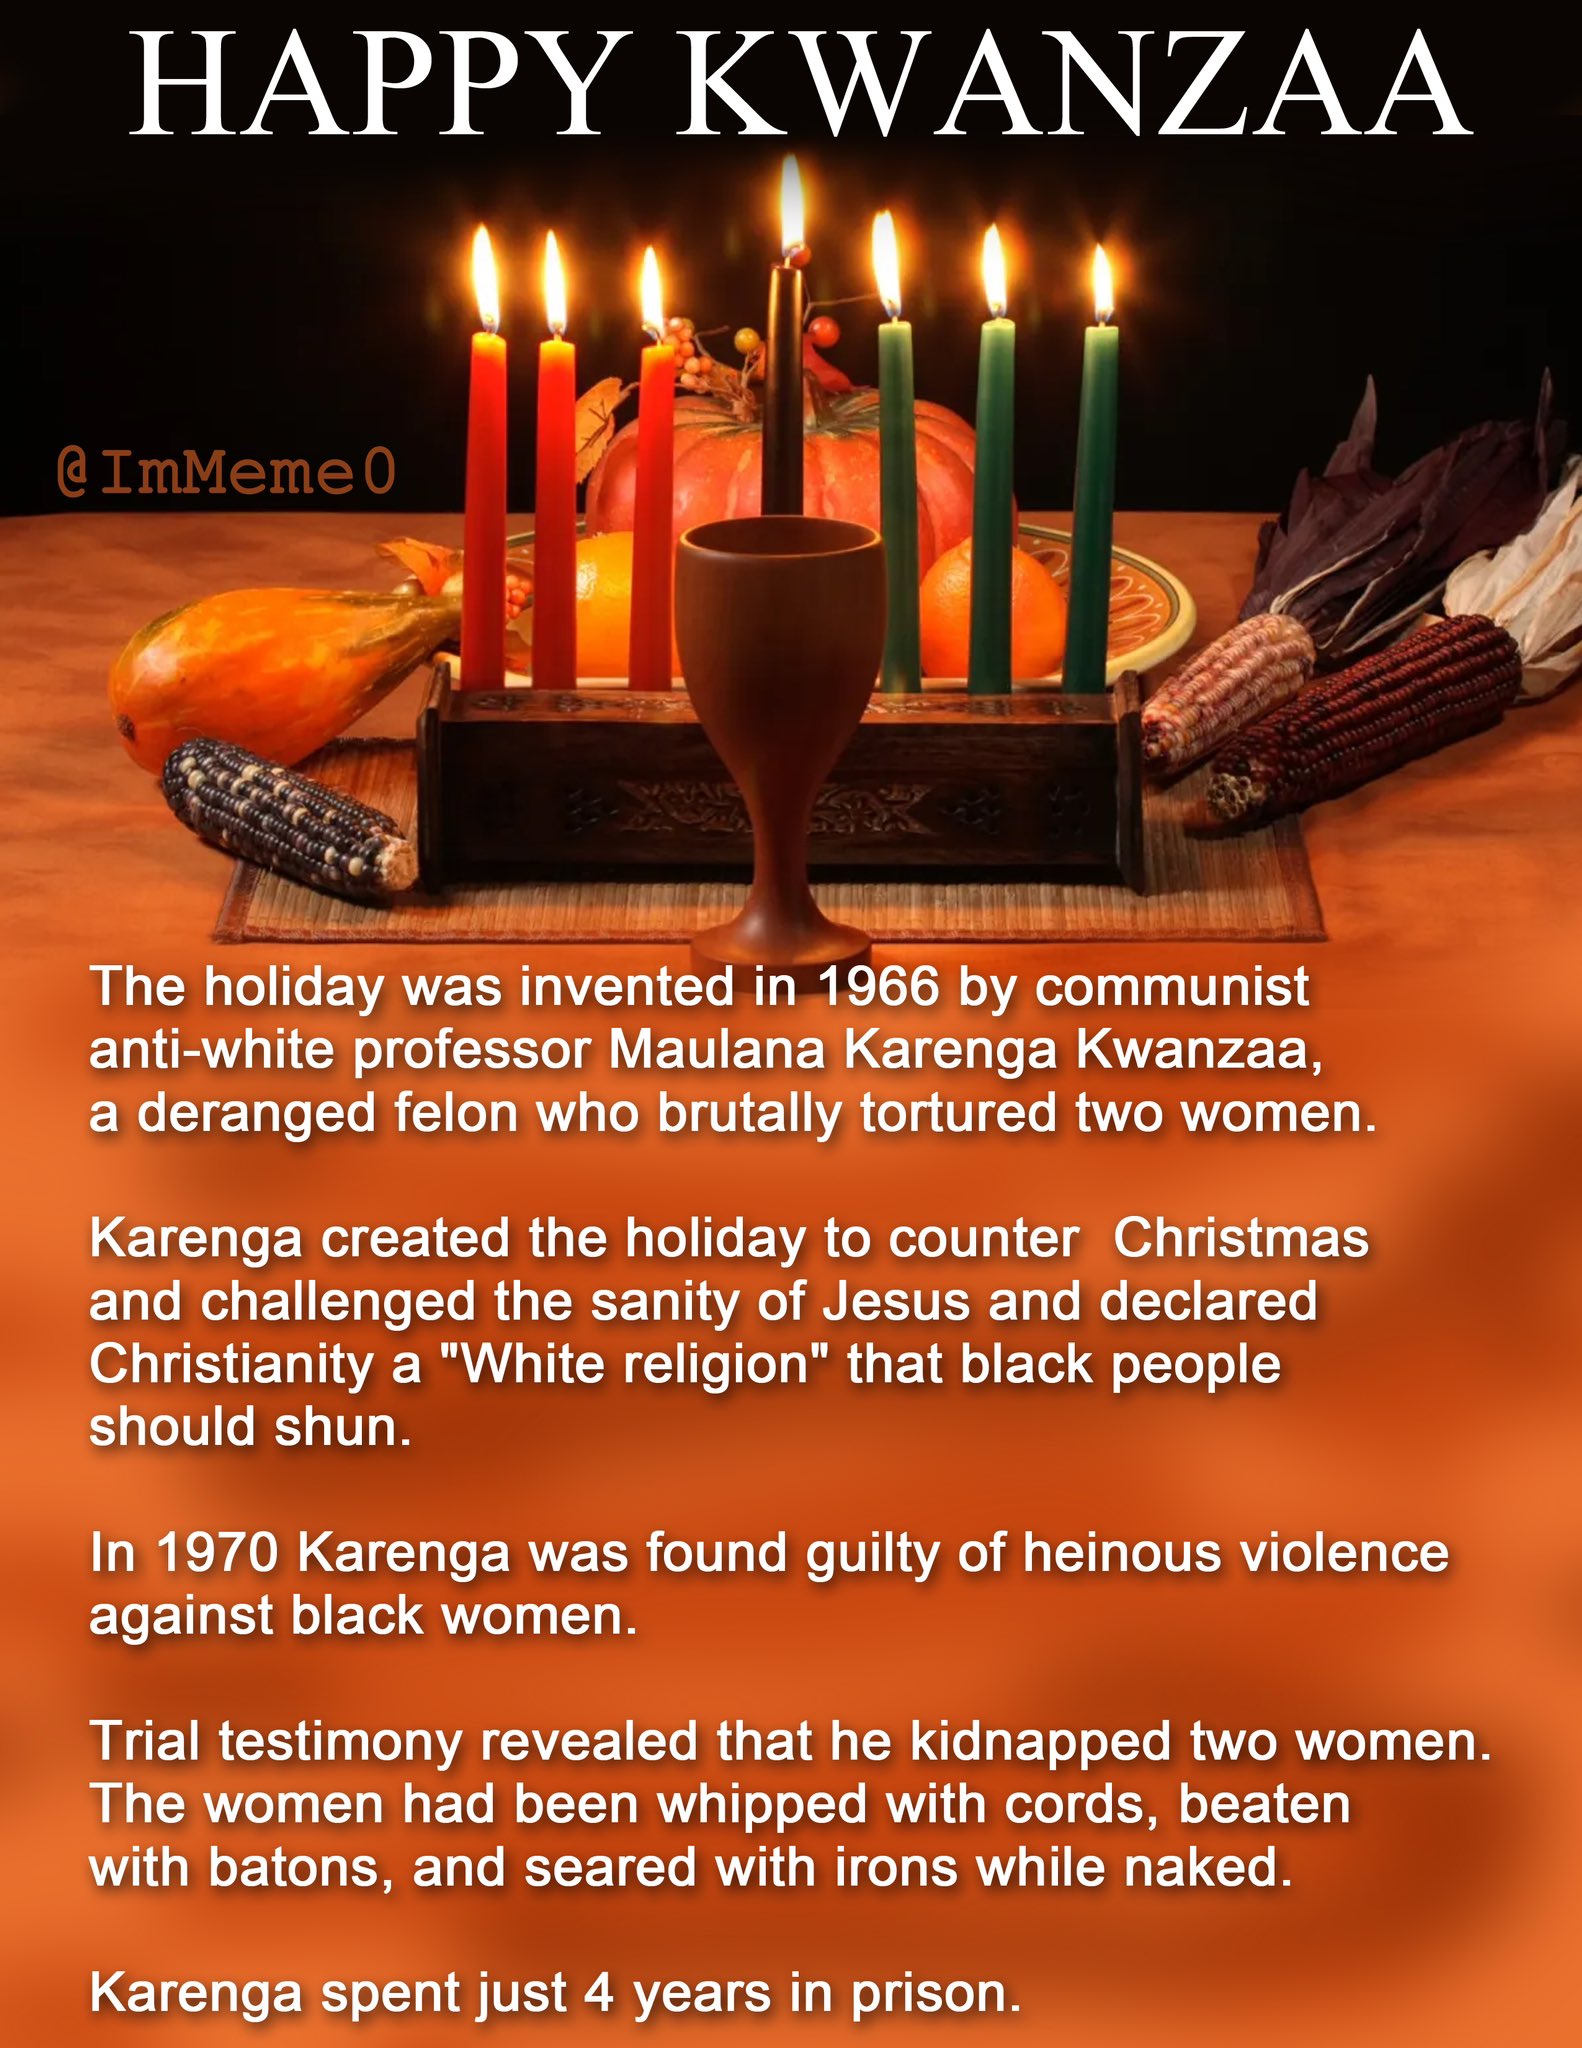 HAPPY KWANZAA
@ImMeme0
The holiday was invented in 1966 by communist
anti-white professor Maulana Karenga Kwanzaa,
a deranged felon who brutally tortured two women.
Karenga created the holiday to counter  Christmas
and challenged the sanity of Jesus and declared
Christianity a "White religion" that black people
should shun.
In 1970 Karenga was found guilty of heinous violence
against black women.
Trial testimony revealed that he kidnapped two women.
The women had been whipped with cords, beaten
with batons, and seared with irons while naked.
Karenga spent just 4 years in prison.